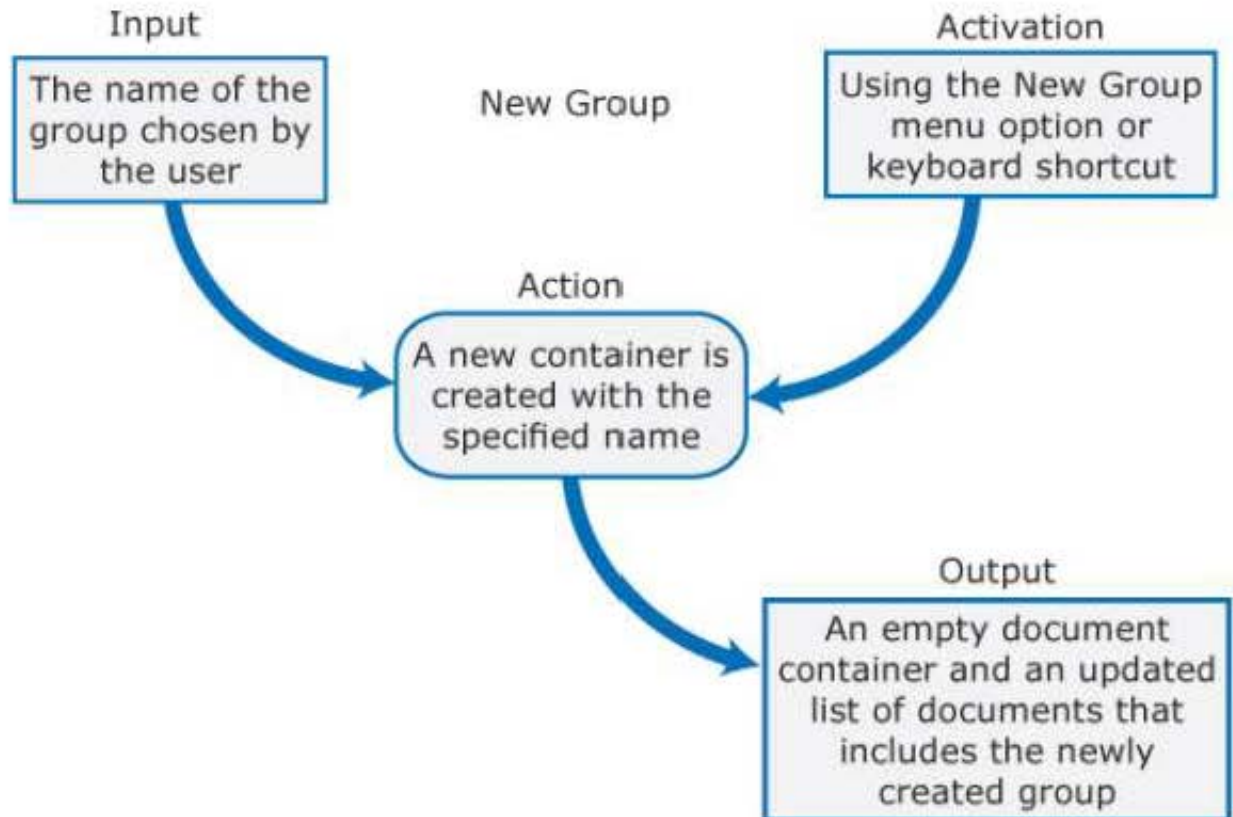 Input
The name of the
group chosen by
the user
New Group
Activation
Using the New Group
menu option or
keyboard shortcut
Action
A new container is
created with the
specified name
Output
An empty document
container and an updated
list of documents that
includes the newly
created group